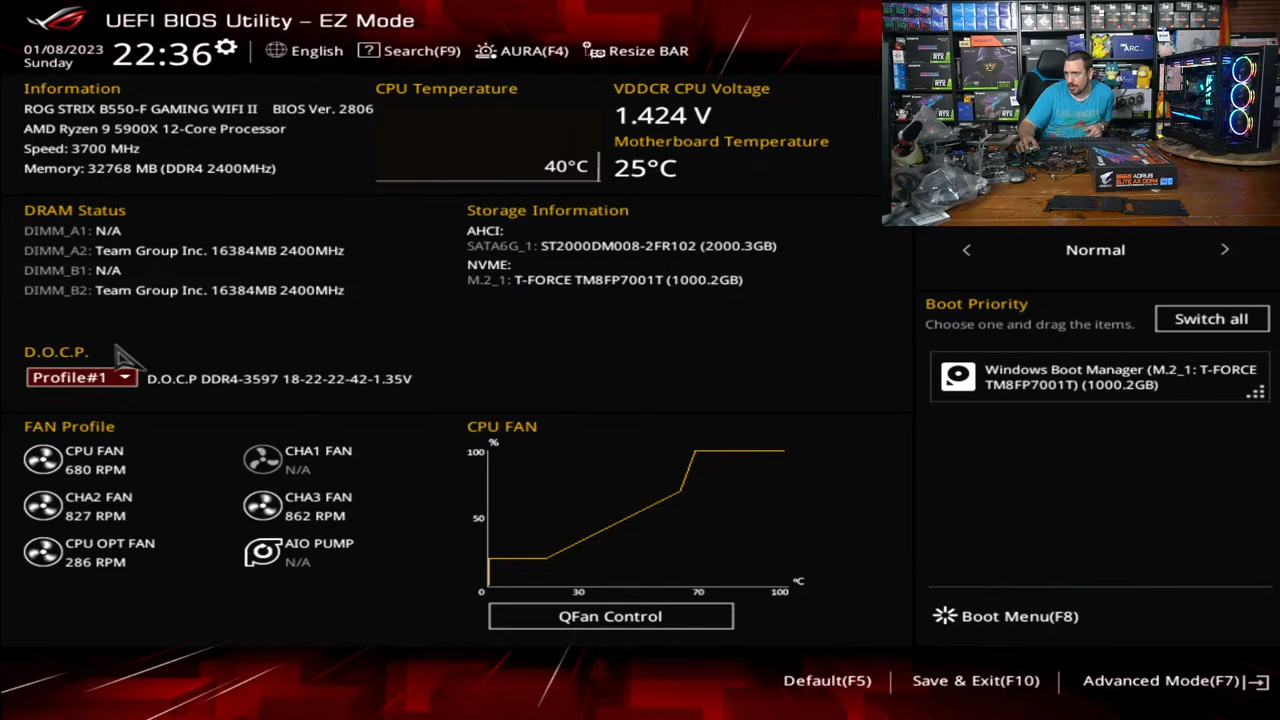 UEFI BIOS Utility – EZ Mode
01/08/2023
Sunday
22:36
English
Search(F9)
AURA(F4)
Resize BAR
Information
ROG STRIX B550-F GAMING WIFI II BIOS Ver. 2806
AMD Ryzen 9 5900X 12-Core Processor
Speed: 3700 MHz
Memory: 32768 MB (DDR4 2400MHz)
CPU Temperature
40°C
VDDCR CPU Voltage
1.424 V
Motherboard Temperature
25°C
DRAM Status
DIMM_A1: N/A
DIMM_A2: Team Group Inc. 16384MB 2400MHz
DIMM_B1: N/A
DIMM_B2: Team Group Inc. 16384MB 2400MHz
Storage Information
AHCI:
SATA6G_1: ST2000DM008-2FR102 (2000.3GB)
NVME:
M.2_1: T-FORCE TM8FP7001T (1000.2GB)
Normal
D.O.C.P.
Profile#1
D.O.C.P DDR4-3597 18-22-22-42-1.35V
Boot Priority
Choose one and drag the items.
Switch all
Windows Boot Manager (M.2_1: T-FORCE
TM8FP7001T) (1000.2GB)
FAN Profile
CPU FAN
680 RPM
CHA1 FAN
N/A
CHA2 FAN
827 RPM
CHA3 FAN
862 RPM
CPU OPT FAN
286 RPM
AIO PUMP
N/A
CPU FAN
%
100
50
0
30
70
100
°C
QFan Control
Boot Menu(F8)
Default(F5)
Save & Exit(F10)
Advanced Mode(F7)
ARC
B660 AORUS
ELITE AX DDR4